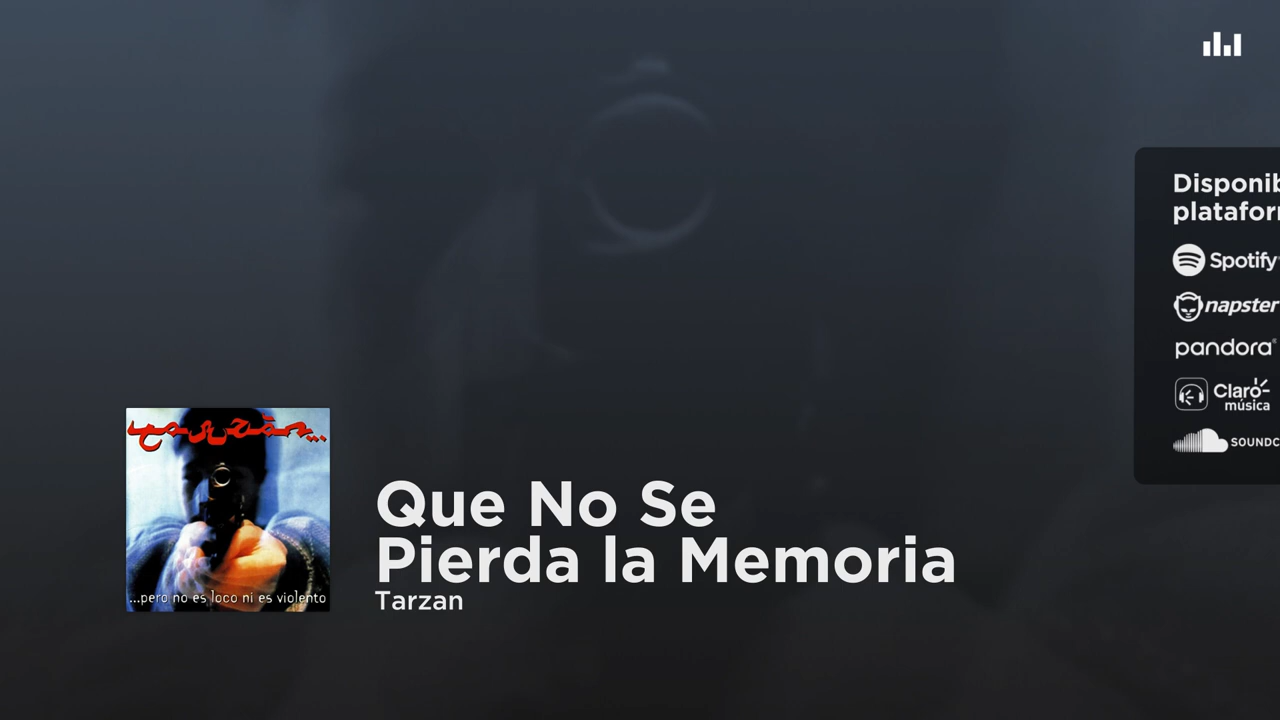 Disponib
platafor
Spotify
napster
pandora
Claro
música
SOUNDC
Tarzán...
...pero no es loco ni es violento
Que No Se
Pierda la Memoria
Tarzan